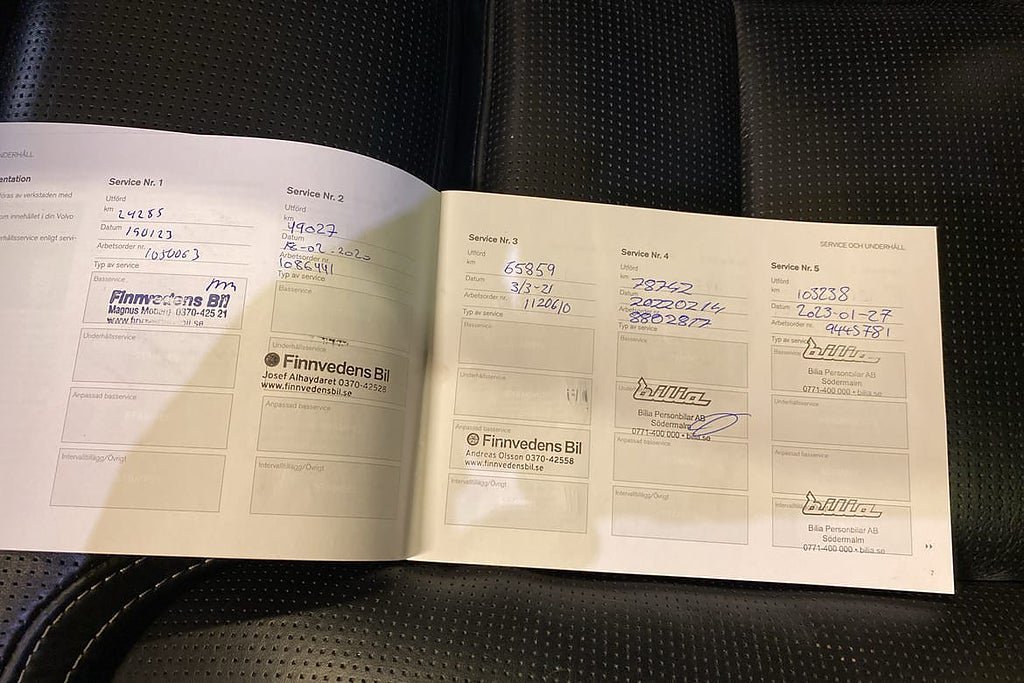 UNDERHÅLL
entation
öras av verkstaden med
om innehållet i din Volvo
erhållsservice enligt servi-
Service Nr. 1
Utförd
km 24285
Datum 190123
Arbetsorder nr. 1050063
Typ av service
Basservice
Finnvedens Bil
Magnus Moberg 0370-425 21
www.finnvedensbil.se
Underhållsservice
Anpassad basservice
Intervalltillägg/Övrigt
Service Nr. 2
Utförd
km 49027
Datum 18-02-2020
Arbetsorder nr. 1086441
Typ av service
Basservice
Underhållsservice
Finnvedens Bil
Josef Alhaydaret 0370-42528
www.finnvedensbil.se
Anpassad basservice
Intervalltillägg/Övrigt
Service Nr. 3
Utförd
km 65859
Datum 3/3-21
Arbetsorder nr. 1120610
Typ av service
Basservice
Underhållsservice
Anpassad basservice
Finnvedens Bil
Andreas Olsson 0370-42558
www.finnvedensbil.se
Intervalltillägg/Övrigt
Service Nr. 4
Utförd
km 78742
Datum 20220214
Arbetsorder nr. 8802817
Typ av service
Basservice
bilia
Bilia Personbilar AB
Södermalm
0771-400 000 • bilia.se
Anpassad basservice
Intervalltillägg/Övrigt
SERVICE OCH UNDERHÅLL
Service Nr. 5
Utförd
km 103238
Datum 2023-01-27
Arbetsorder nr. 9445781
Typ av service
Basservice
bilia
Bilia Personbilar AB
Södermalm
0771-400 000 • bilia.se
Underhållsservice
Anpassad basservice
bilia
Bilia Personbilar AB
Södermalm
0771-400 000 • bilia.se
7